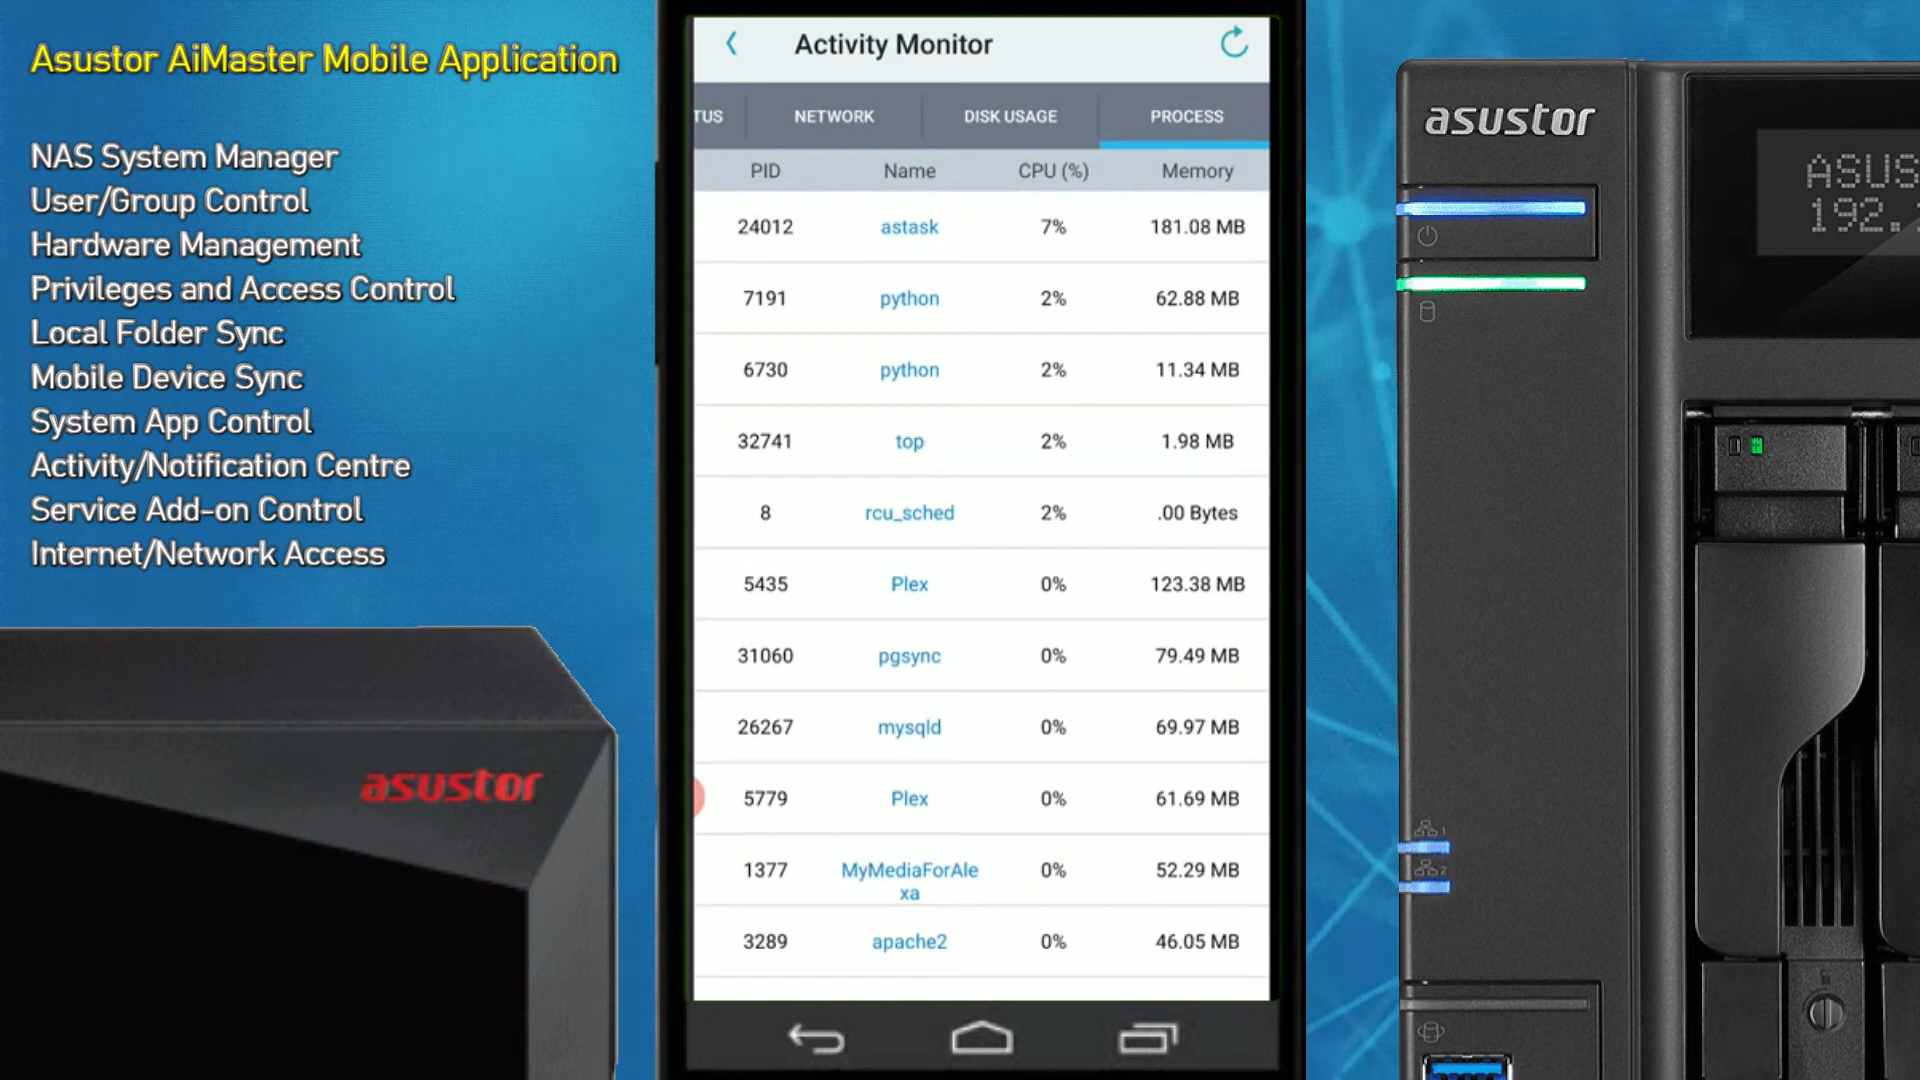 Asustor AiMaster Mobile Application
NAS System Manager
User/Group Control
Hardware Management
Privileges and Access Control
Local Folder Sync
Mobile Device Sync
System App Control
Activity/Notification Centre
Service Add-on Control
Internet/Network Access
asustor
Activity Monitor
TUS NETWORK DISK USAGE PROCESS
PID Name CPU (%) Memory
24012 astask 7% 181.08 MB
7191 python 2% 62.88 MB
6730 python 2% 11.34 MB
32741 top 2% 1.98 MB
8 rcu_sched 2% .00 Bytes
5435 Plex 0% 123.38 MB
31060 pgsync 0% 79.49 MB
26267 mysqld 0% 69.97 MB
5779 Plex 0% 61.69 MB
1377 MyMediaForAle
xa 0% 52.29 MB
3289 apache2 0% 46.05 MB
asustor
ASUS
192.
1
2